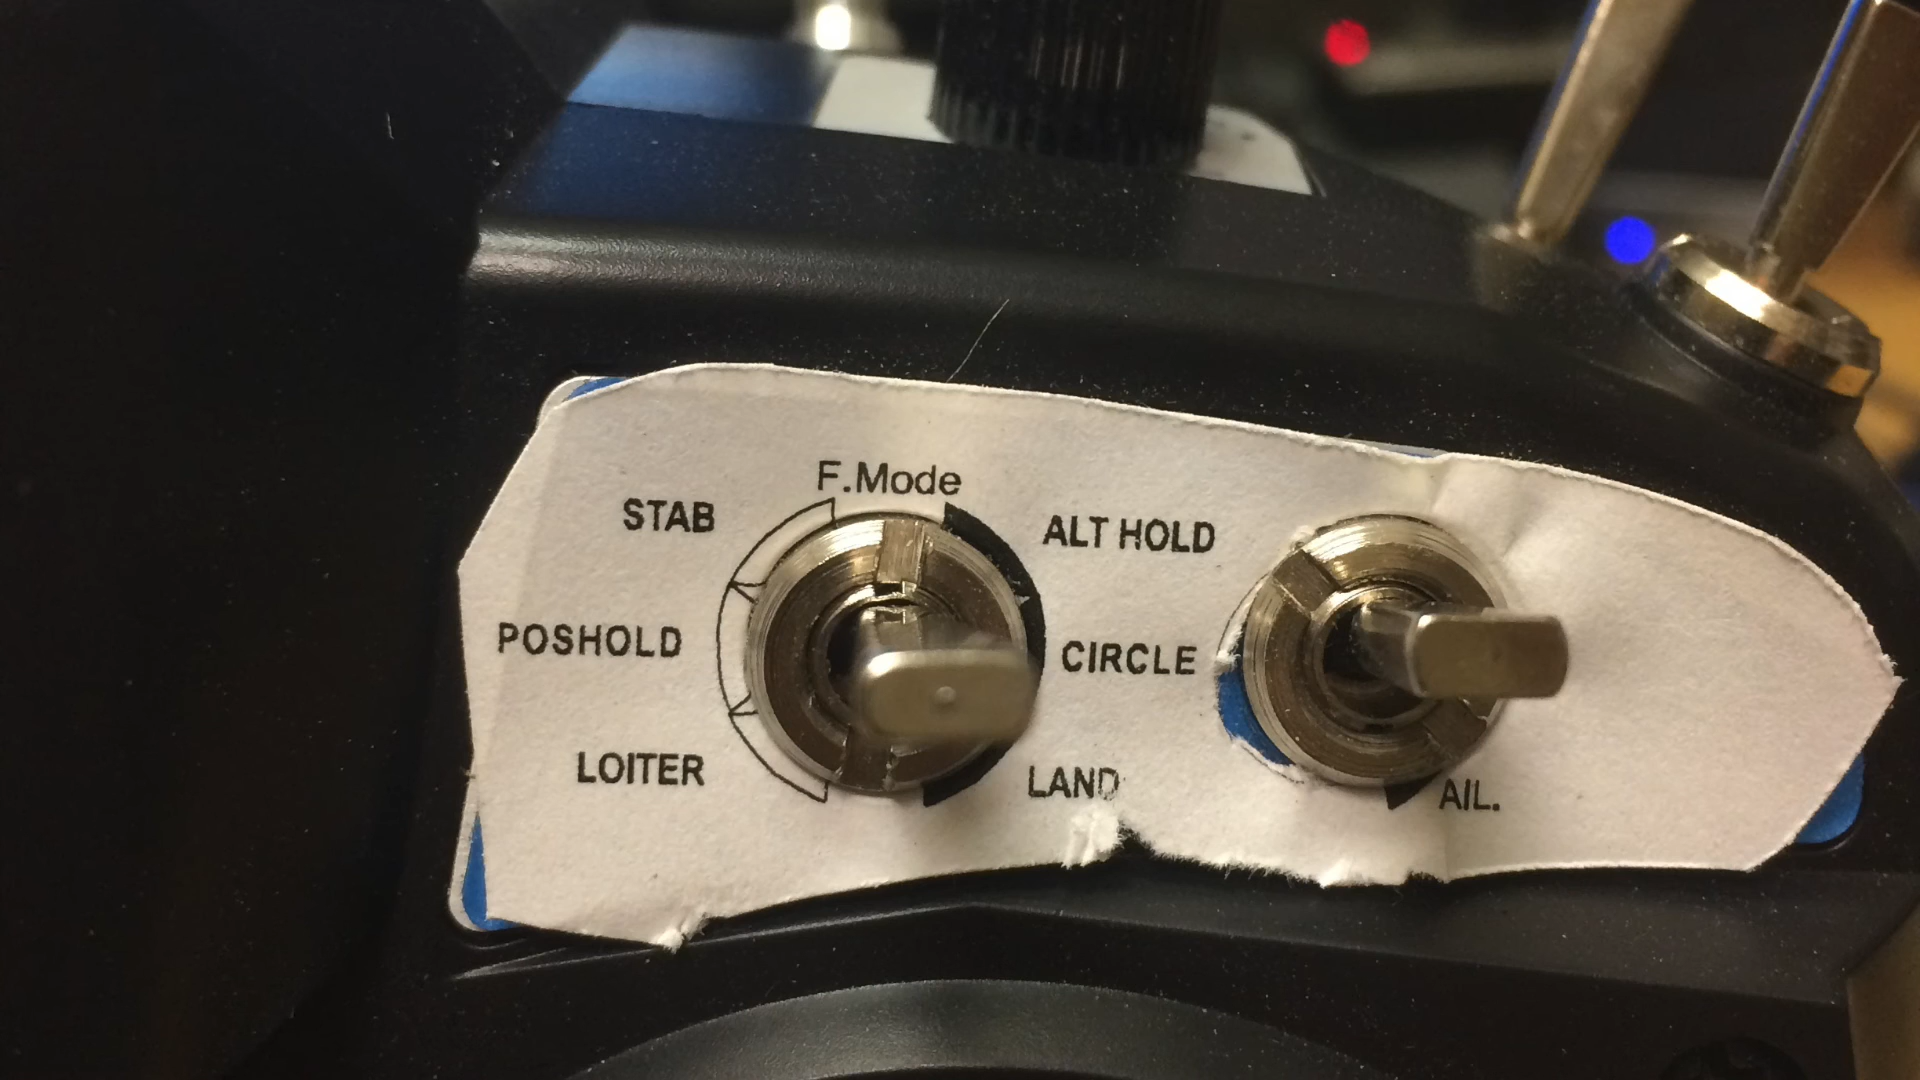 F.Mode
STAB
ALT HOLD
POSHOLD
CIRCLE
LOITER
LAND
AIL.